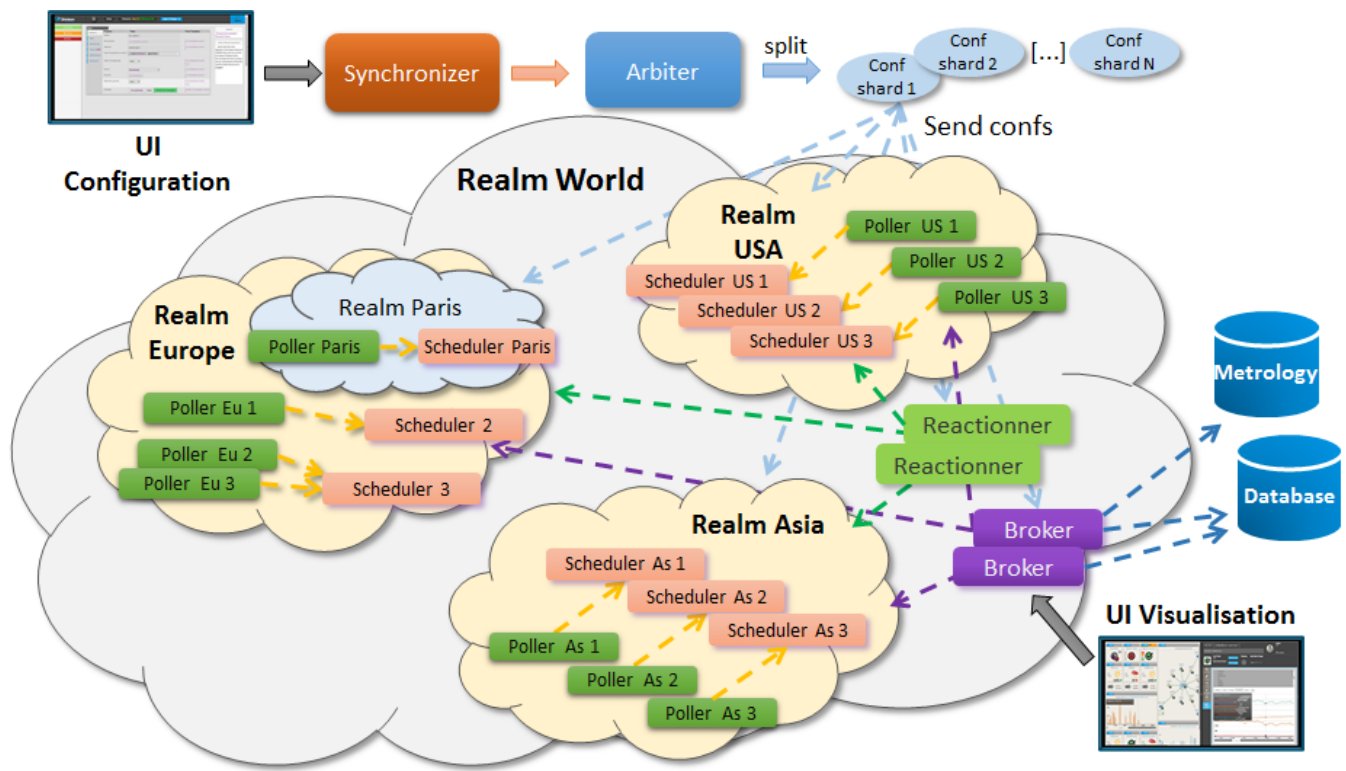 Synchronizer
Arbiter
split
Conf
shard 1
Conf
shard 2
[...]
Conf
shard N
UI
Configuration
Send confs
Realm World
Realm
USA
Poller US 1
Poller US 2
Poller US 3
Scheduler US 1
Scheduler US 2
Scheduler US 3
Realm Paris
Poller Paris
Scheduler Paris
Realm
Europe
Poller Eu 1
Scheduler 2
Poller Eu 2
Poller Eu 3
Scheduler 3
Reactionner
Reactionner
Metrology
Database
Realm Asia
Scheduler As 1
Scheduler As 2
Scheduler As 3
Poller As 1
Poller As 2
Poller As 3
Broker
Broker
UI Visualisation